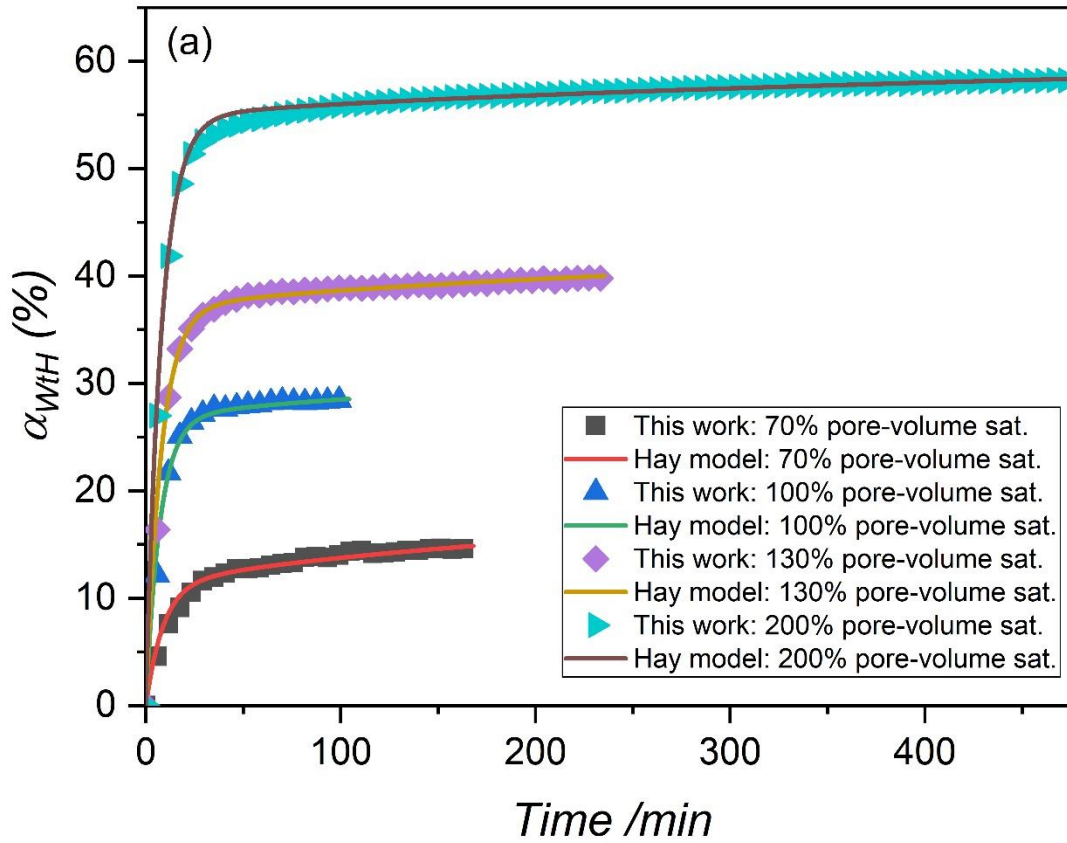 (a)
60
50
40
30
20
10
0
α_WtH (%)
This work: 70% pore-volume sat.
Hay model: 70% pore-volume sat.
This work: 100% pore-volume sat.
Hay model: 100% pore-volume sat.
This work: 130% pore-volume sat.
Hay model: 130% pore-volume sat.
This work: 200% pore-volume sat.
Hay model: 200% pore-volume sat.
0 100 200 300 400
Time /min